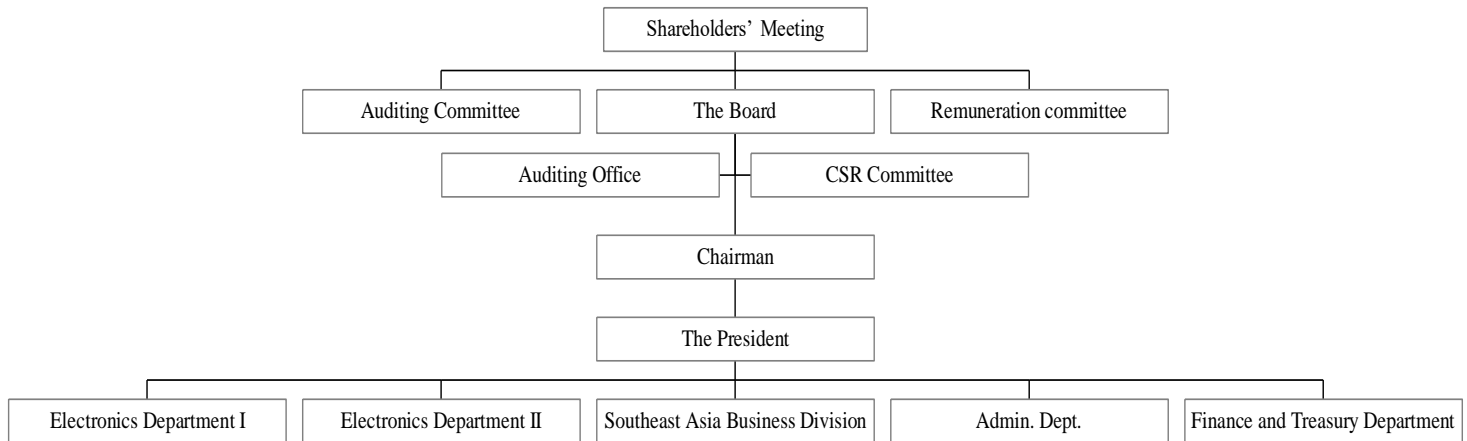 Shareholders’ Meeting
Auditing Committee
The Board
Remuneration committee
Auditing Office
CSR Committee
Chairman
The President
Electronics Department I
Electronics Department II
Southeast Asia Business Division
Admin. Dept.
Finance and Treasury Department